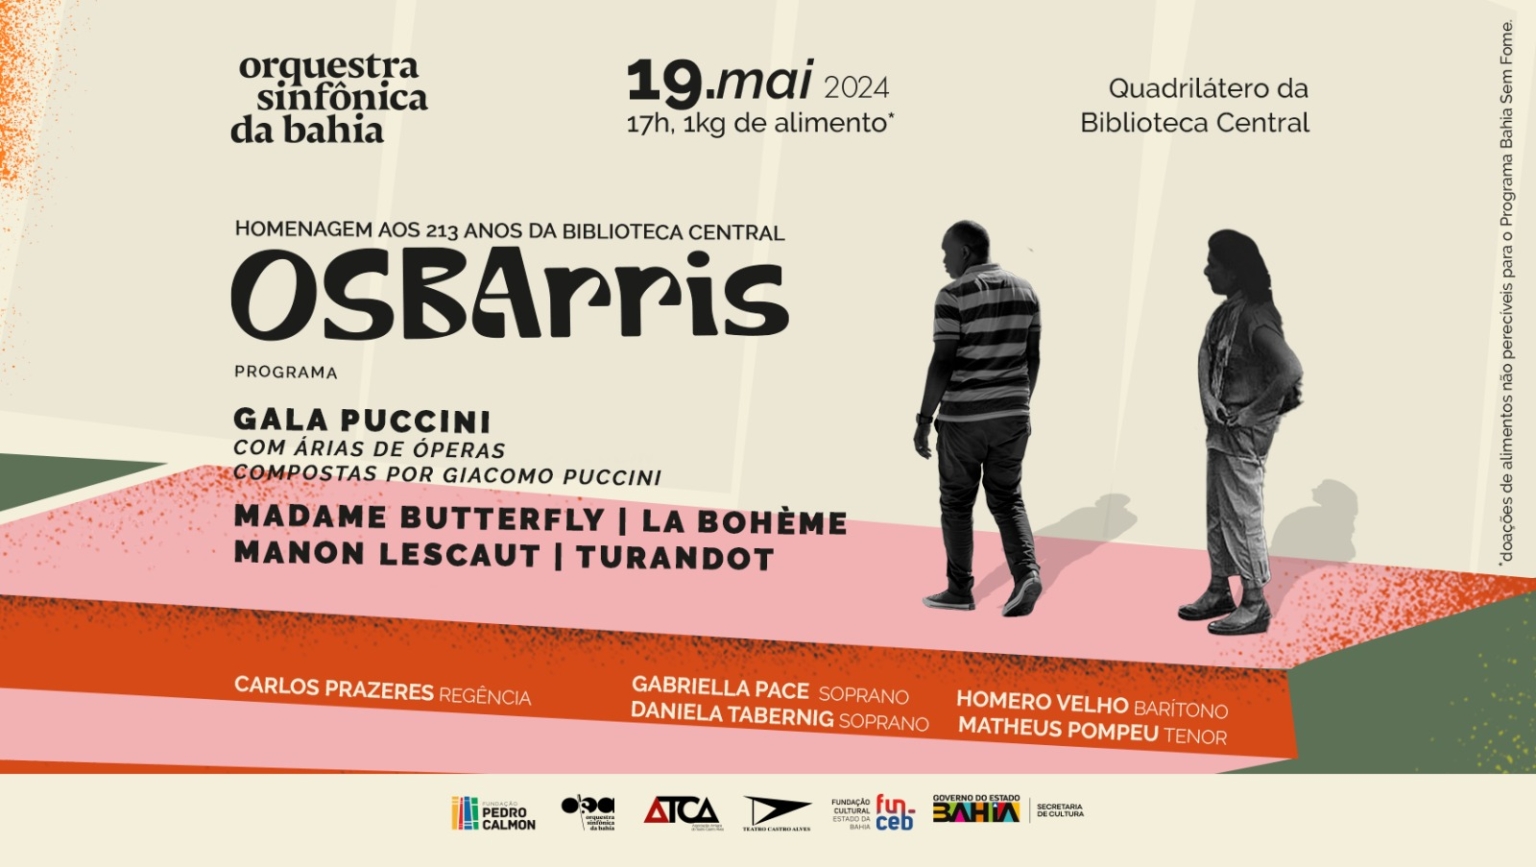 orquestra
sinfônica
da bahia
19.mai 2024
17h, 1kg de alimento*
Quadrilátero da
Biblioteca Central
*doações de alimentos não perecíveis para o Programa Bahia Sem Fome.
HOMENAGEM AOS 213 ANOS DA BIBLIOTECA CENTRAL
OSBArris
PROGRAMA
GALA PUCCINI
COM ÁRIAS DE ÓPERAS
COMPOSTAS POR GIACOMO PUCCINI
MADAME BUTTERFLY | LA BOHÈME
MANON LESCAUT | TURANDOT
CARLOS PRAZERES REGÊNCIA
GABRIELLA PACE SOPRANO
DANIELA TABERNIG SOPRANO
HOMERO VELHO BARÍTONO
MATHEUS POMPEU TENOR
FUNDAÇÃO
PEDRO
CALMON
orquestra
sinfônica
da bahia
ATCA
TEATRO CASTRO ALVES
FUNDAÇÃO
CULTURAL
ESTADO DA
BAHIA
fun-
ceb
GOVERNO DO ESTADO
BAHIA
SECRETARIA
DE CULTURA